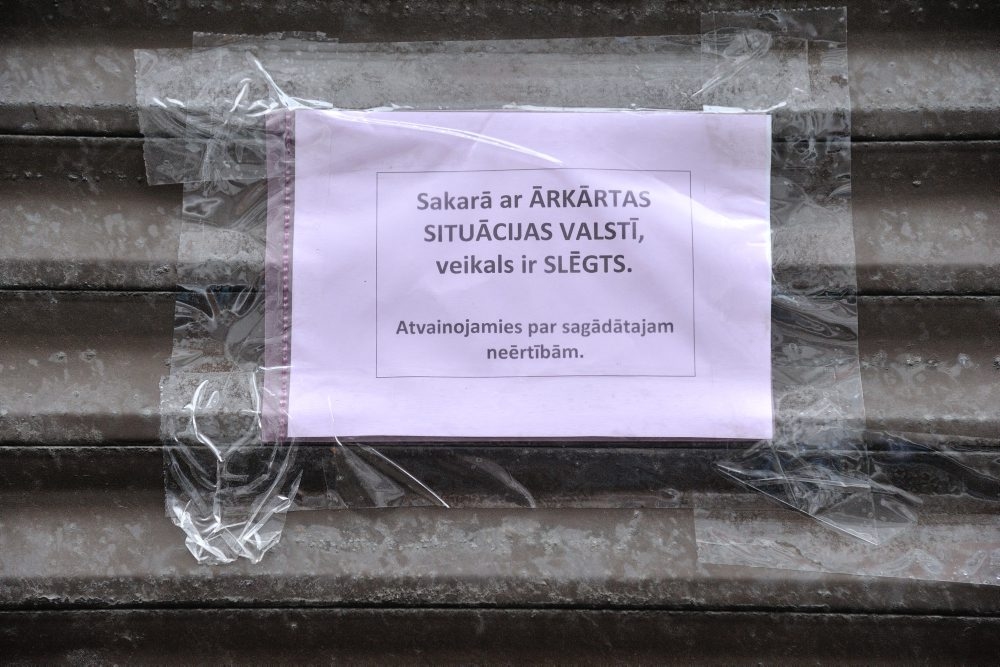 Sakarā ar ĀRKĀRTAS
SITUĀCIJAS VALSTĪ,
veikals ir SLĒGTS.
Atvainojamies par sagādātajam
neērtībām.